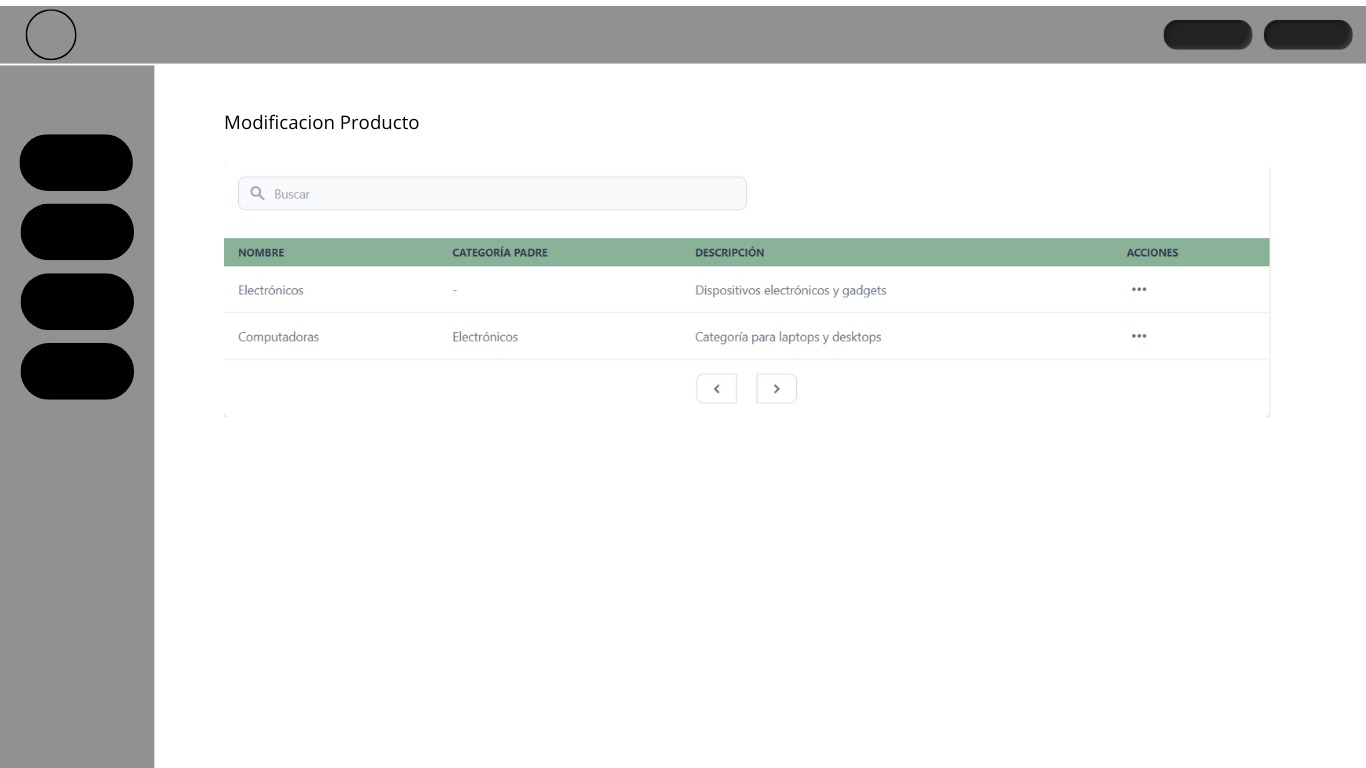 Modificacion Producto
Buscar
NOMBRE CATEGORÍA PADRE DESCRIPCIÓN ACCIONES
Electrónicos - Dispositivos electrónicos y gadgets •••
Computadoras Electrónicos Categoría para laptops y desktops •••